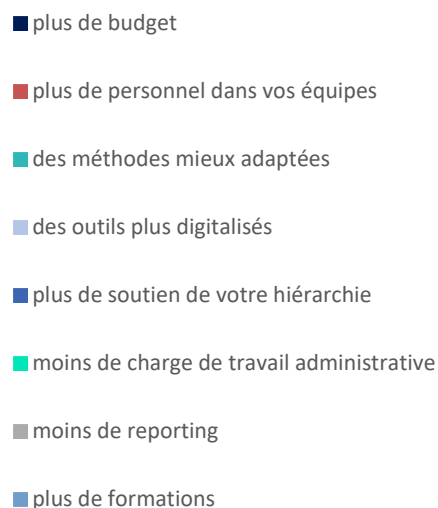 plus de budget
plus de personnel dans vos équipes
des méthodes mieux adaptées
des outils plus digitalisés
plus de soutien de votre hiérarchie
moins de charge de travail administrative
moins de reporting
plus de formations